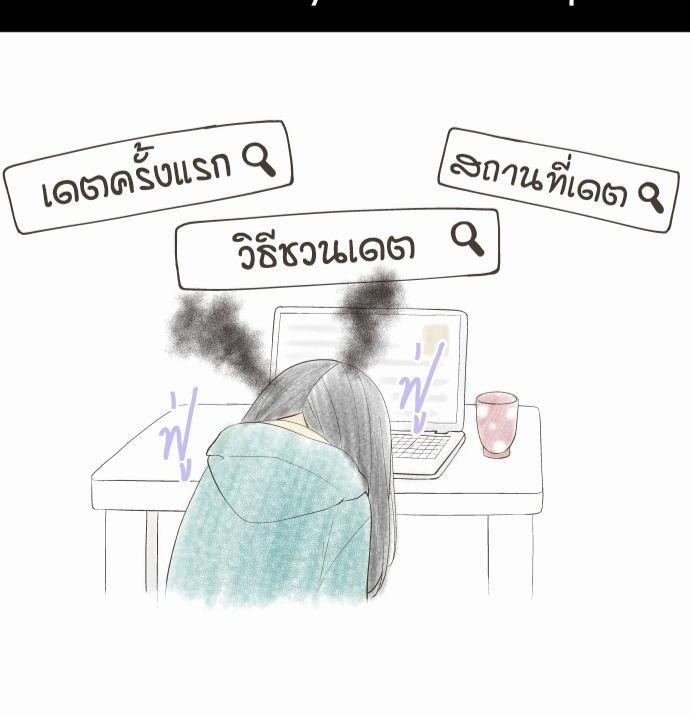 เดตครั้งแรก
สถานที่เดต
วิธีชวนเดต
ฟู่
ฟู่